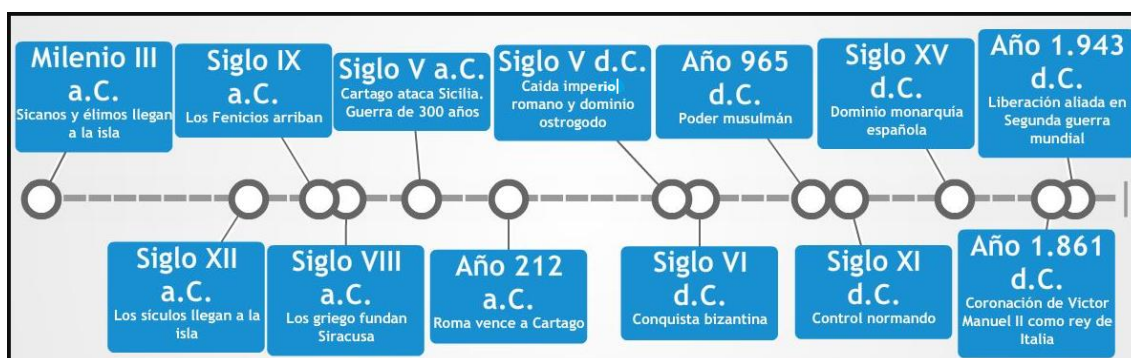 Milenio III
a.C.
Sicanos y élimos llegan
a la isla
Siglo IX
a.C.
Los Fenicios arriban
Siglo V a.C.
Cartago ataca Sicilia.
Guerra de 300 años
Siglo V d.C.
Caida imperio
romano y dominio
ostrogodo
Año 965
d.C.
Poder musulmán
Siglo XV
d.C.
Dominio monarquía
española
Año 1.943
d.C.
Liberación aliada en
Segunda guerra
mundial
Siglo XII
a.C.
Los sículos llegan a la
isla
Siglo VIII
a.C.
Los griego fundan
Siracusa
Año 212
a.C.
Roma vence a Cartago
Siglo VI
d.C.
Conquista bizantina
Siglo XI
d.C.
Control normando
Año 1.861
d.C.
Coronación de Victor
Manuel II como rey de
Italia